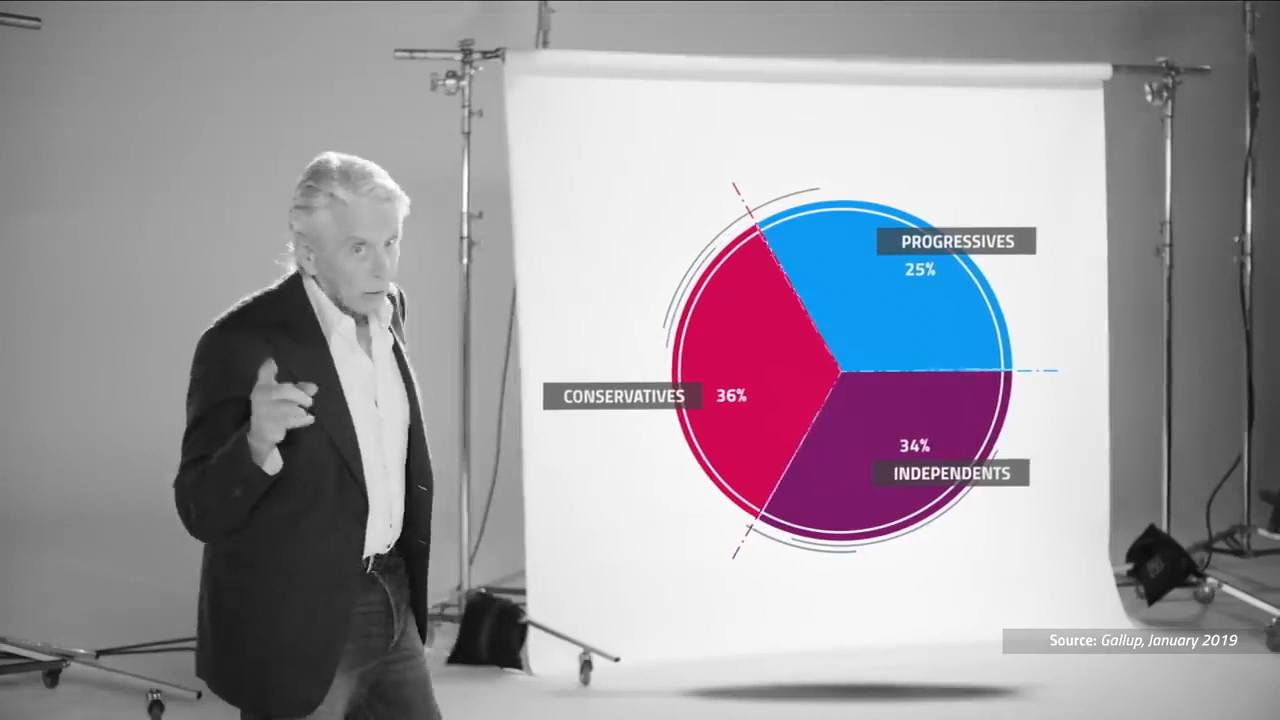 PROGRESSIVES
25%
CONSERVATIVES 36%
34%
INDEPENDENTS
Source: Gallup, January 2019